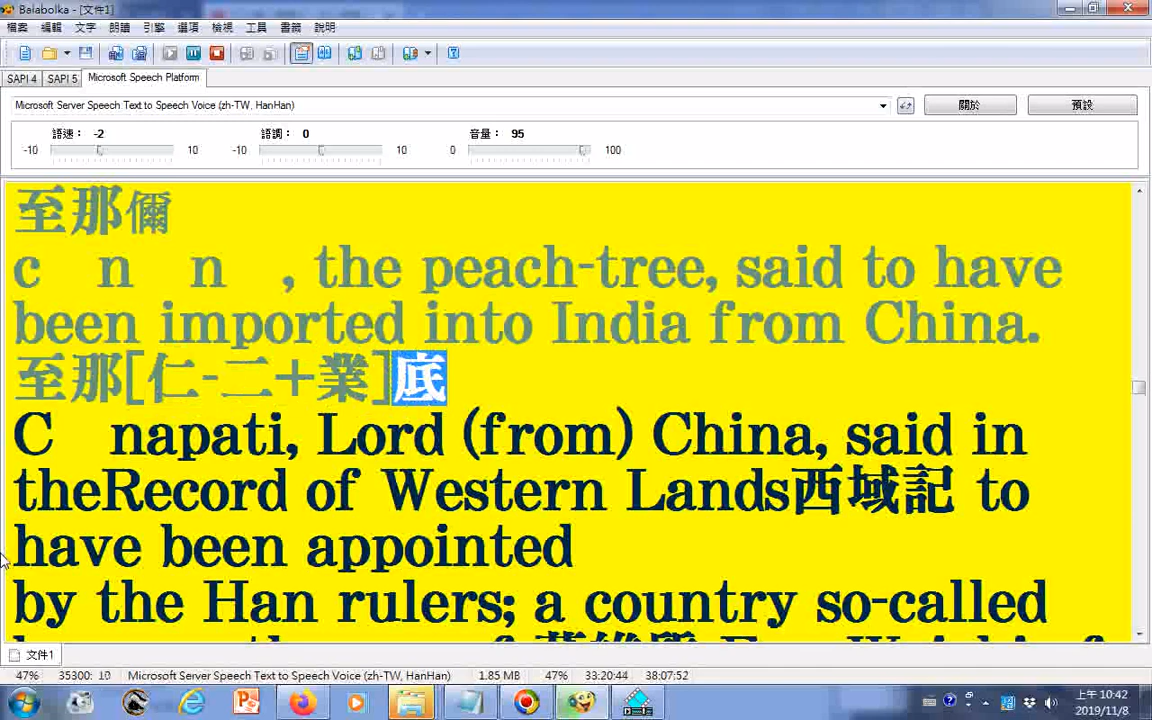 Balabolka - [文件1]
檔案 編輯 文字 朗讀 引擎 選項 檢視 工具 書籤 說明
SAPI 4 SAPI 5 Microsoft Speech Platform
Microsoft Server Speech Text to Speech Voice (zh-TW, HanHan) 關於 預設
語速： -2 語調： 0 音量： 95
-10 10 -10 10 0 100
至那儞
c n n , the peach-tree, said to have
been imported into India from China.
至那[仁-二+業]底
C napati, Lord (from) China, said in
theRecord of Western Lands西域記 to
have been appointed
by the Han rulers; a country so-called
文件1
47% 35300: 10 Microsoft Server Speech Text to Speech Voice (zh-TW, HanHan) 1.85 MB 47% 33:20:44 38:07:52
上午 10:42
2019/11/8